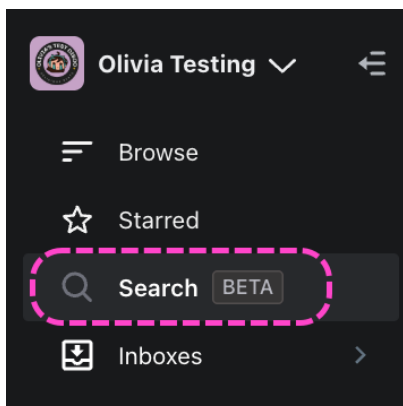 Olivia Testing
Browse
Starred
Search BETA
Inboxes